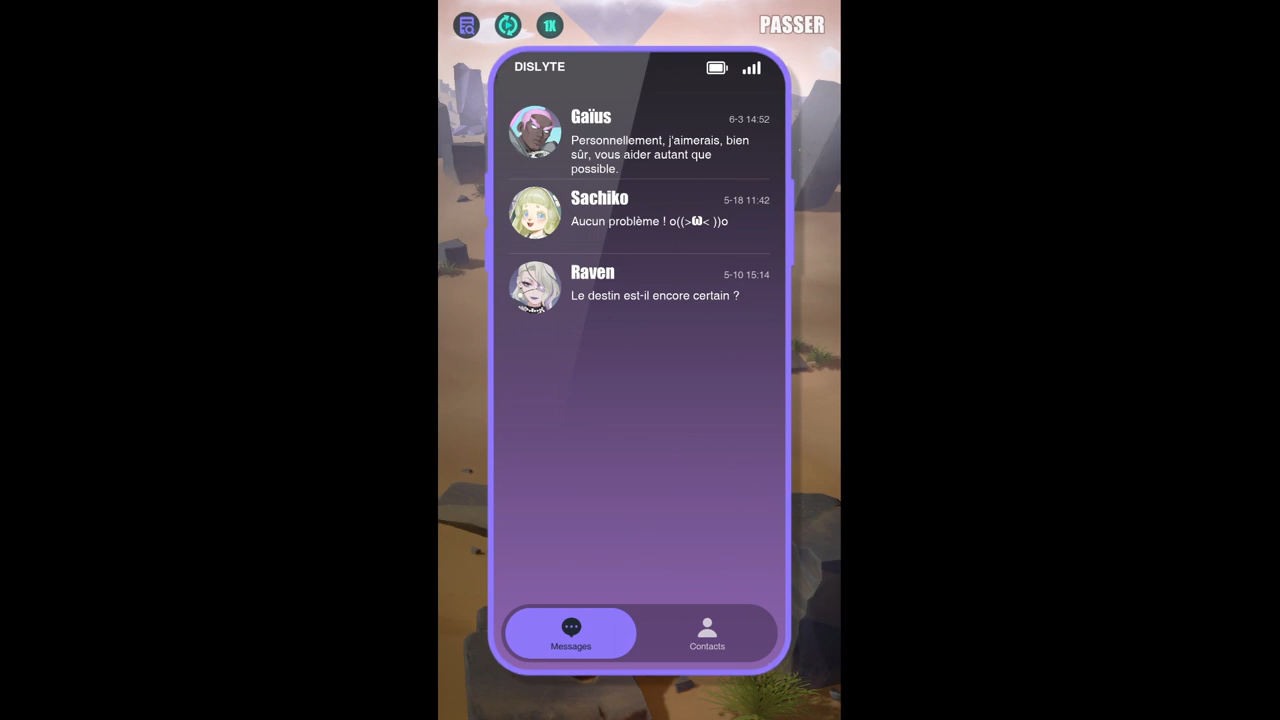 1X
PASSER
DISLYTE
Gaïus
6-3 14:52
Personnellement, j'aimerais, bien
sûr, vous aider autant que
possible.
Sachiko
5-18 11:42
Aucun problème ! o((>ω< ))o
Raven
5-10 15:14
Le destin est-il encore certain ?
Messages
Contacts